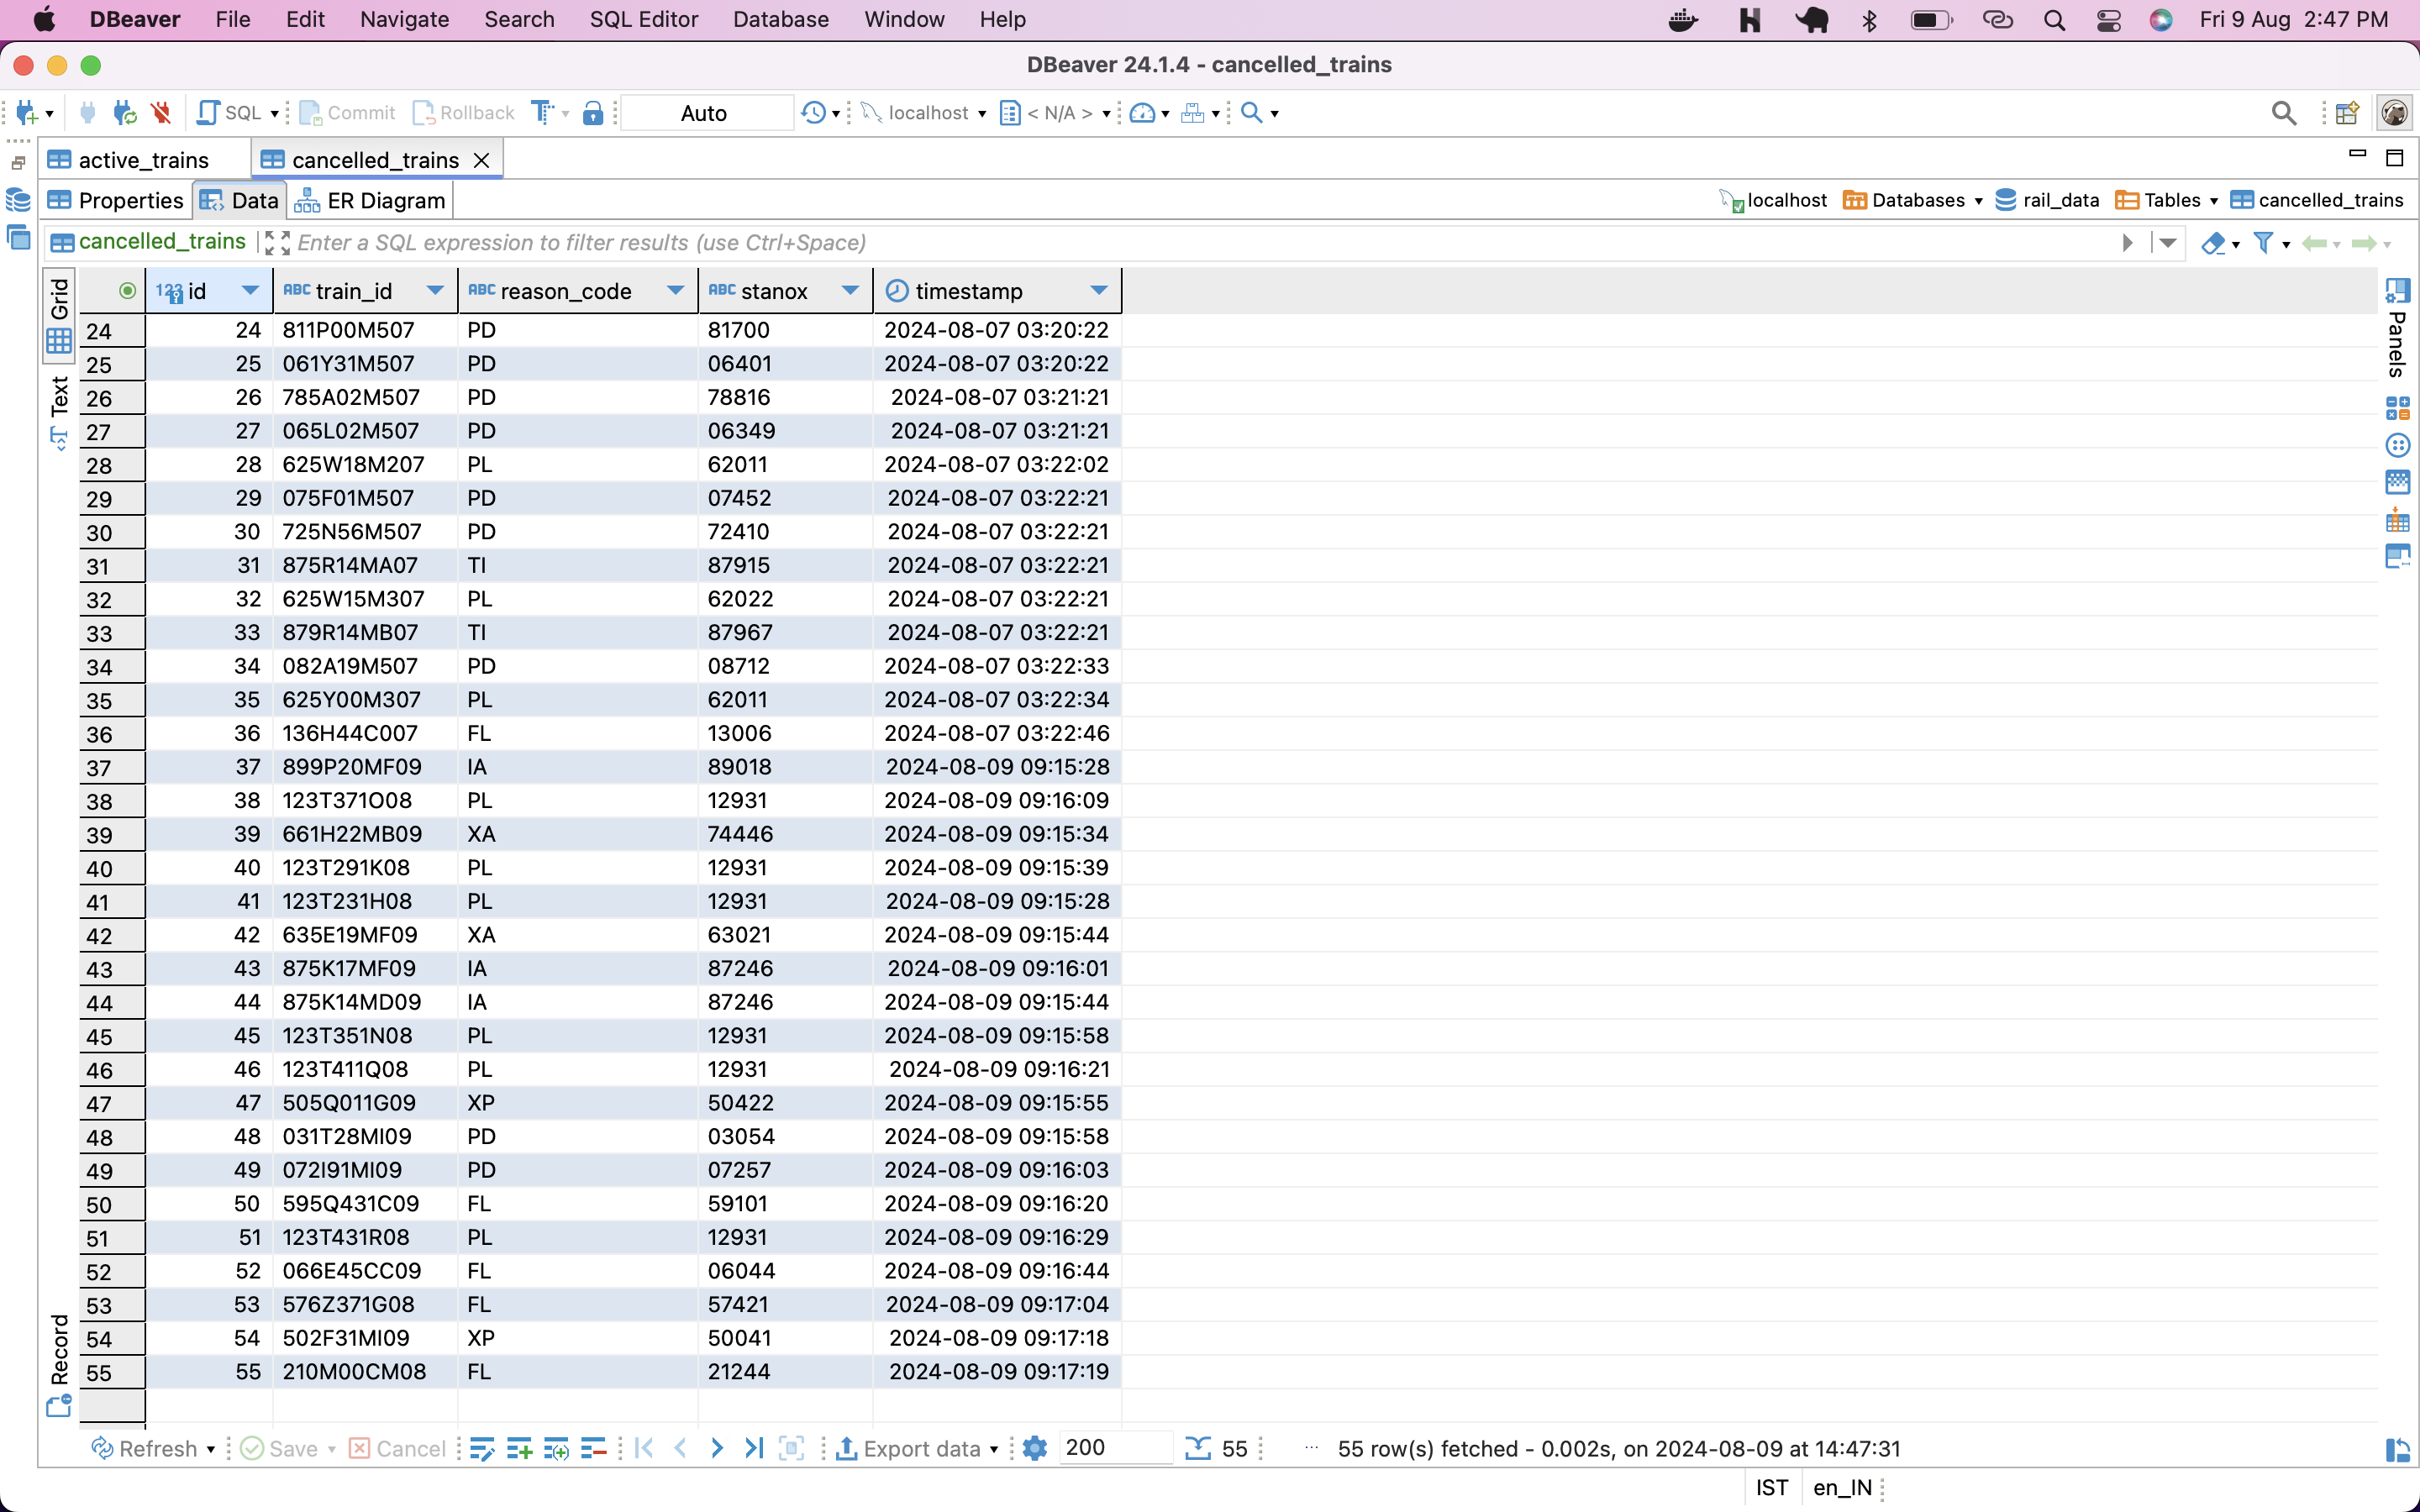 DBeaver File Edit Navigate Search SQL Editor Database Window Help Fri 9 Aug 2:47 PM
DBeaver 24.1.4 - cancelled_trains
SQL Commit Rollback Auto localhost < N/A >
active_trains cancelled_trains
Properties Data ER Diagram localhost Databases rail_data Tables cancelled_trains
cancelled_trains Enter a SQL expression to filter results (use Ctrl+Space)
Grid
Text
Record
Panels
123 id ABC train_id ABC reason_code ABC stanox timestamp
24 24 811P00M507 PD 81700 2024-08-07 03:20:22
25 25 061Y31M507 PD 06401 2024-08-07 03:20:22
26 26 785A02M507 PD 78816 2024-08-07 03:21:21
27 27 065L02M507 PD 06349 2024-08-07 03:21:21
28 28 625W18M207 PL 62011 2024-08-07 03:22:02
29 29 075F01M507 PD 07452 2024-08-07 03:22:21
30 30 725N56M507 PD 72410 2024-08-07 03:22:21
31 31 875R14MA07 TI 87915 2024-08-07 03:22:21
32 32 625W15M307 PL 62022 2024-08-07 03:22:21
33 33 879R14MB07 TI 87967 2024-08-07 03:22:21
34 34 082A19M507 PD 08712 2024-08-07 03:22:33
35 35 625Y00M307 PL 62011 2024-08-07 03:22:34
36 36 136H44C007 FL 13006 2024-08-07 03:22:46
37 37 899P20MF09 IA 89018 2024-08-09 09:15:28
38 38 123T371O08 PL 12931 2024-08-09 09:16:09
39 39 661H22MB09 XA 74446 2024-08-09 09:15:34
40 40 123T291K08 PL 12931 2024-08-09 09:15:39
41 41 123T231H08 PL 12931 2024-08-09 09:15:28
42 42 635E19MF09 XA 63021 2024-08-09 09:15:44
43 43 875K17MF09 IA 87246 2024-08-09 09:16:01
44 44 875K14MD09 IA 87246 2024-08-09 09:15:44
45 45 123T351N08 PL 12931 2024-08-09 09:15:58
46 46 123T411Q08 PL 12931 2024-08-09 09:16:21
47 47 505Q011G09 XP 50422 2024-08-09 09:15:55
48 48 031T28MI09 PD 03054 2024-08-09 09:15:58
49 49 072I91MI09 PD 07257 2024-08-09 09:16:03
50 50 595Q431C09 FL 59101 2024-08-09 09:16:20
51 51 123T431R08 PL 12931 2024-08-09 09:16:29
52 52 066E45CC09 FL 06044 2024-08-09 09:16:44
53 53 576Z371G08 FL 57421 2024-08-09 09:17:04
54 54 502F31MI09 XP 50041 2024-08-09 09:17:18
55 55 210M00CM08 FL 21244 2024-08-09 09:17:19
Refresh Save Cancel Export data 200 55 ... 55 row(s) fetched - 0.002s, on 2024-08-09 at 14:47:31
IST en_IN